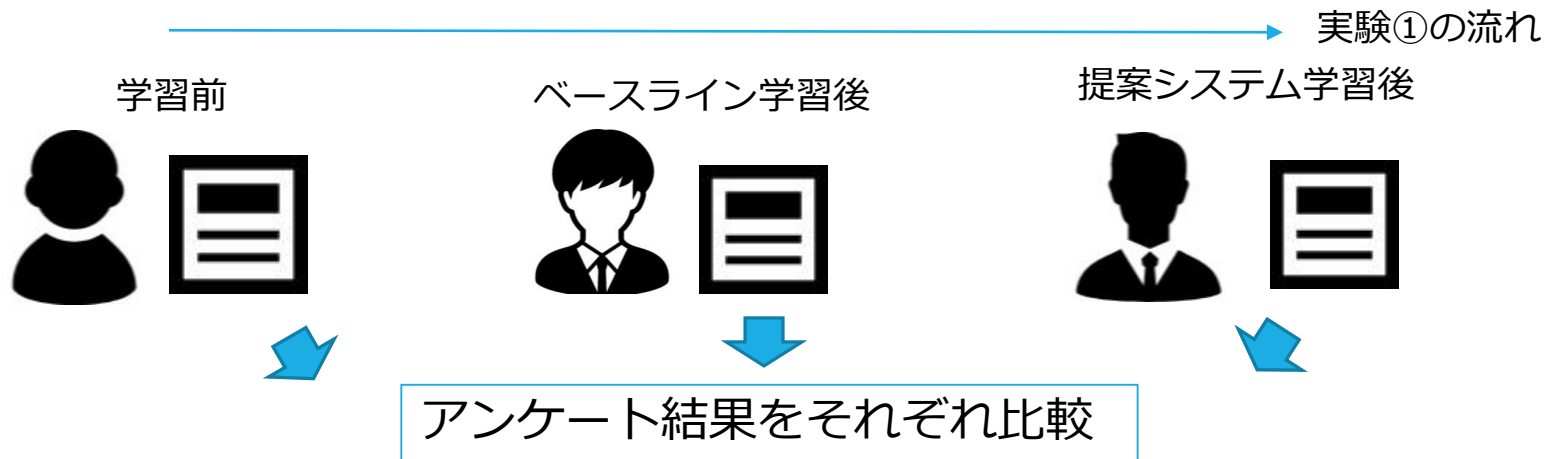 実験①の流れ
学習前
ベースライン学習後
提案システム学習後
アンケート結果をそれぞれ比較